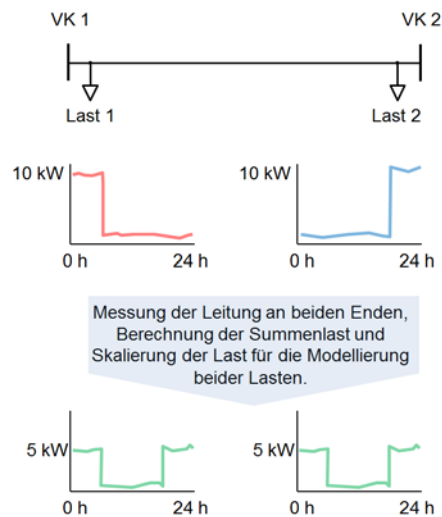 VK 1
VK 2
Last 1
Last 2
10 kW
0 h
24 h
10 kW
0 h
24 h
Messung der Leitung an beiden Enden,
Berechnung der Summenlast und
Skalierung der Last für die Modellierung
beider Lasten.
5 kW
0 h
24 h
5 kW
0 h
24 h